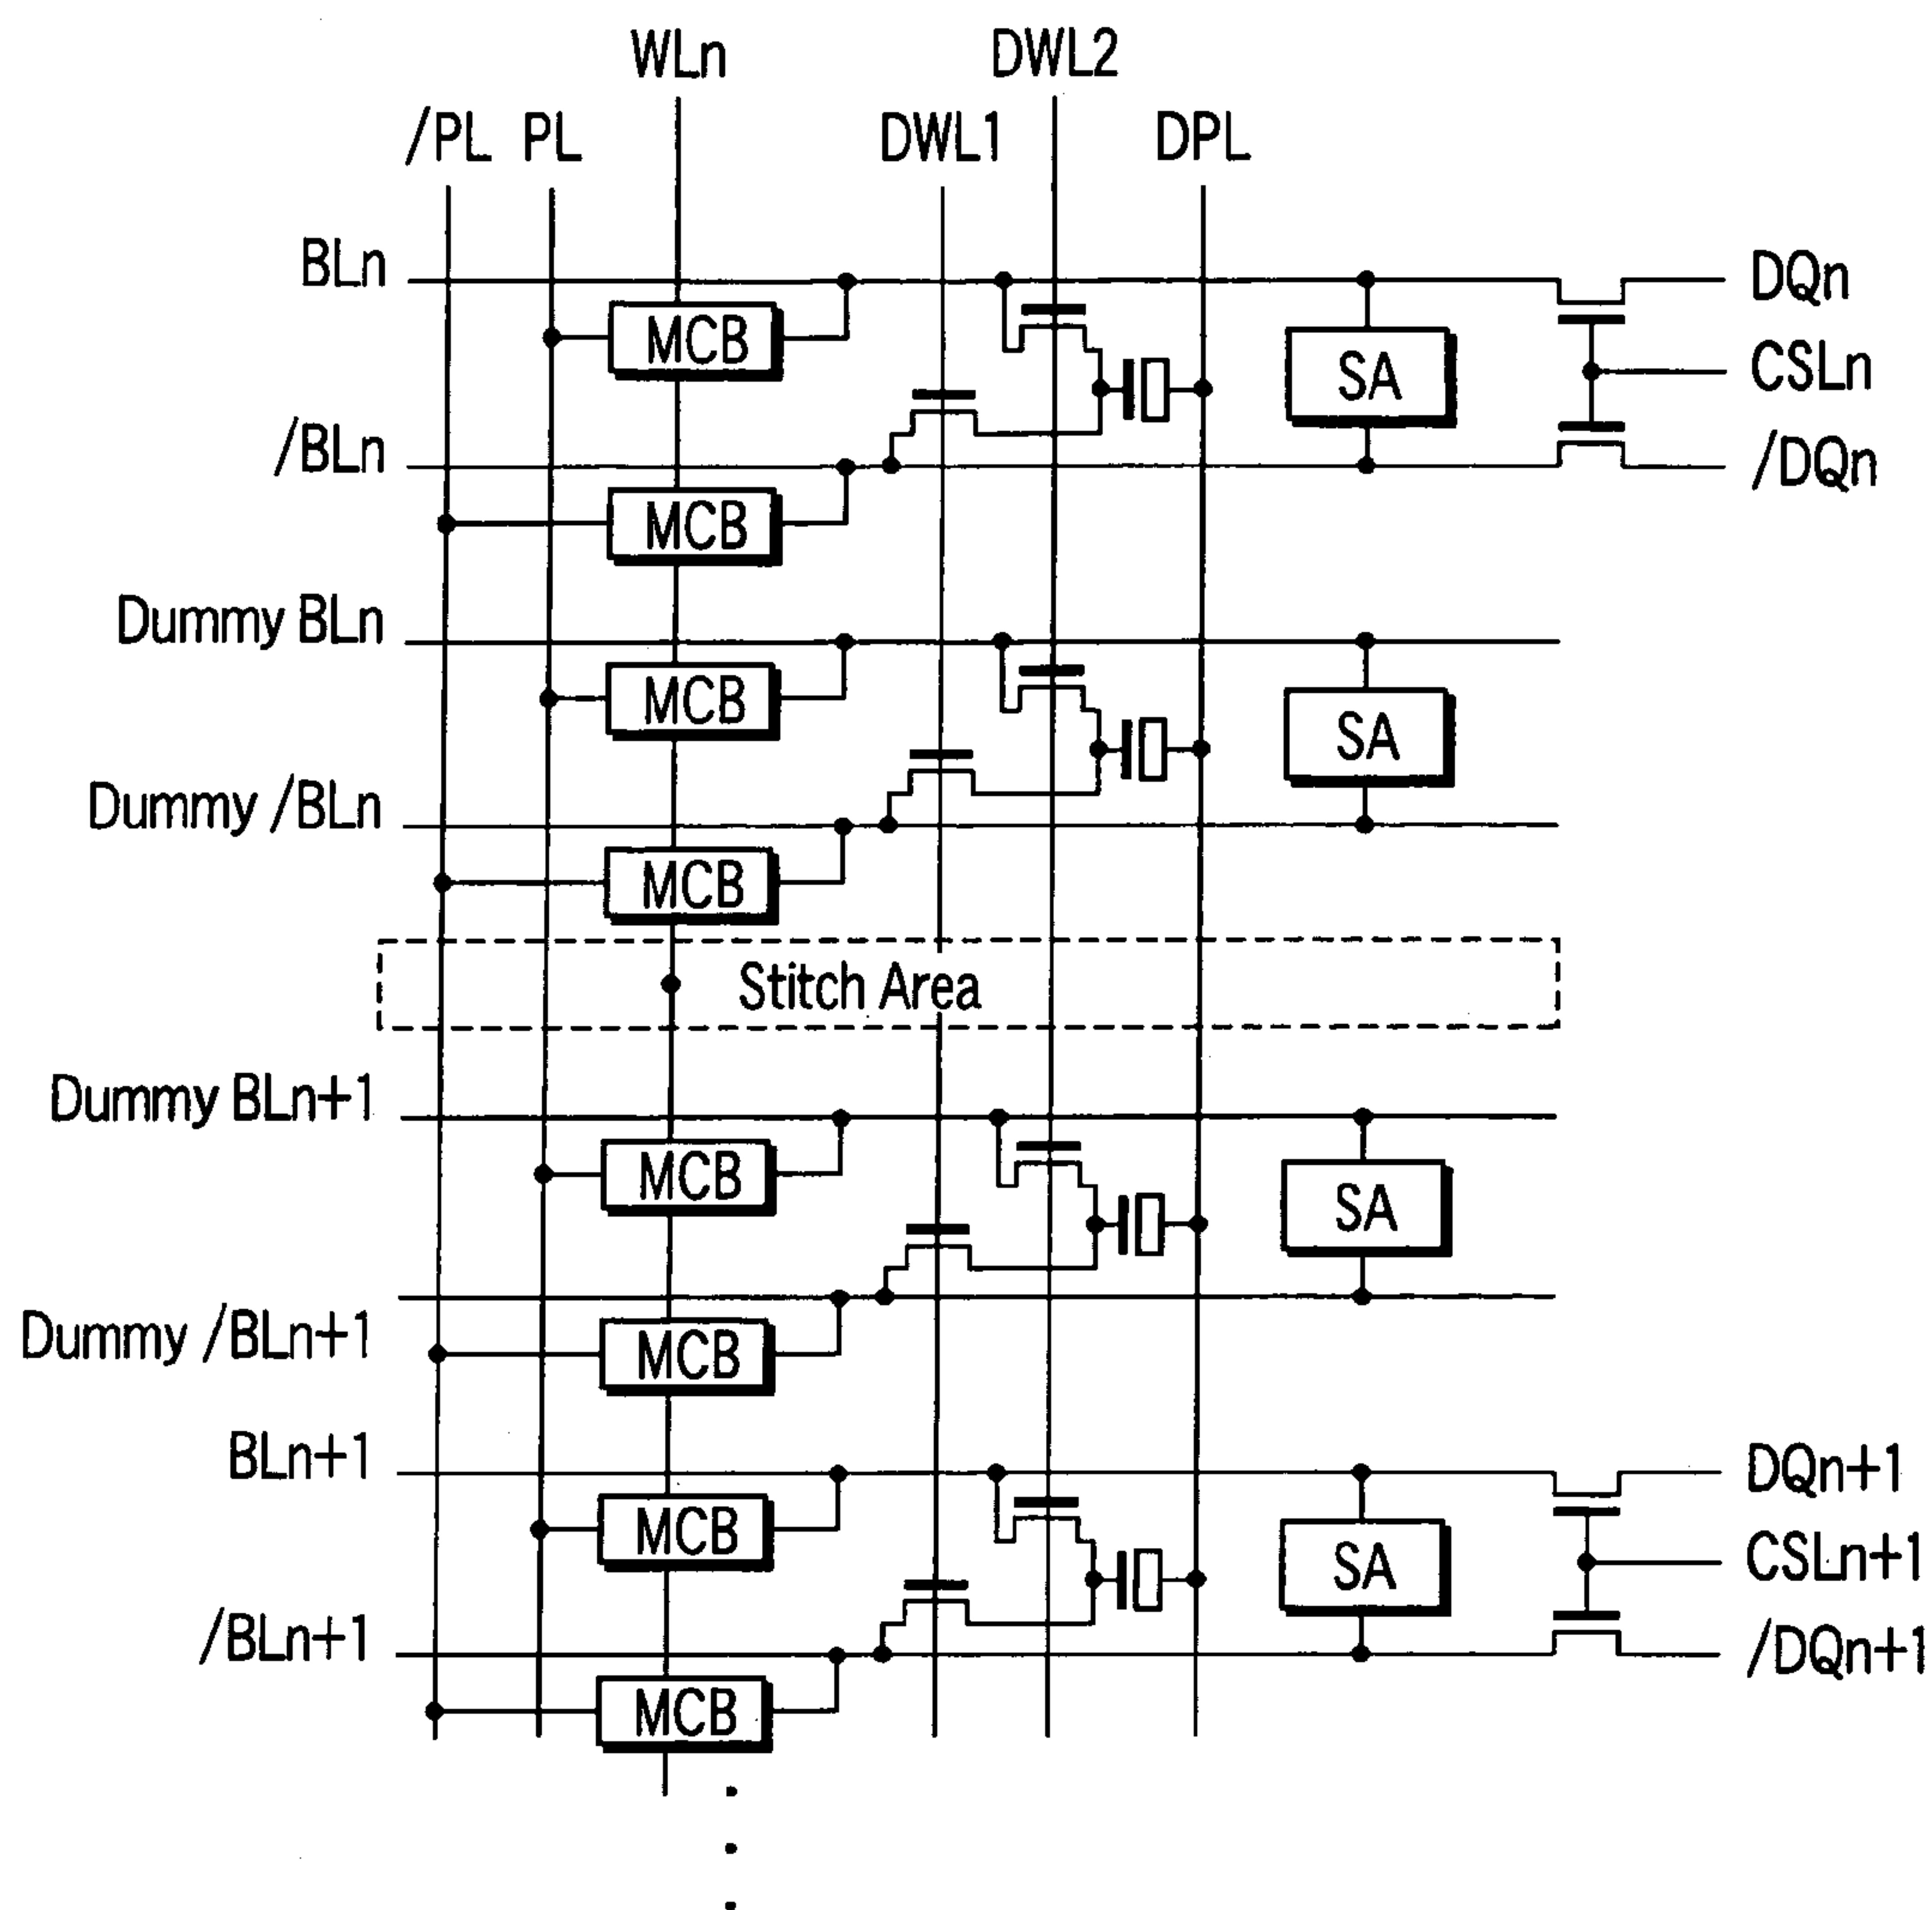 WLn DWL2
/PL PL DWL1 DPL
BLn DQn
MCB SA CSLn
/BLn /DQn
MCB
Dummy BLn
MCB SA
Dummy /BLn
MCB
Stitch Area
Dummy BLn+1
MCB SA
Dummy /BLn+1
MCB
BLn+1 DQn+1
MCB SA CSLn+1
/BLn+1 /DQn+1
MCB